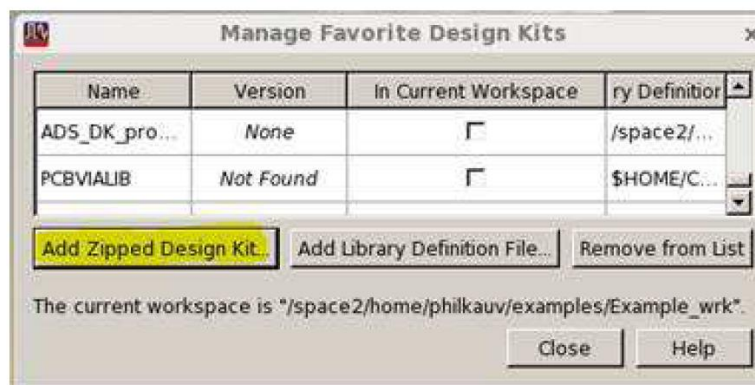 Manage Favorite Design Kits x
Name Version In Current Workspace ry Definition
ADS_DK_pro... None /space2/...
PCBVIALIB Not Found $HOME/C...
Add Zipped Design Kit... Add Library Definition File... Remove from List
The current workspace is "/space2/home/philkauv/examples/Example_wrk".
Close Help